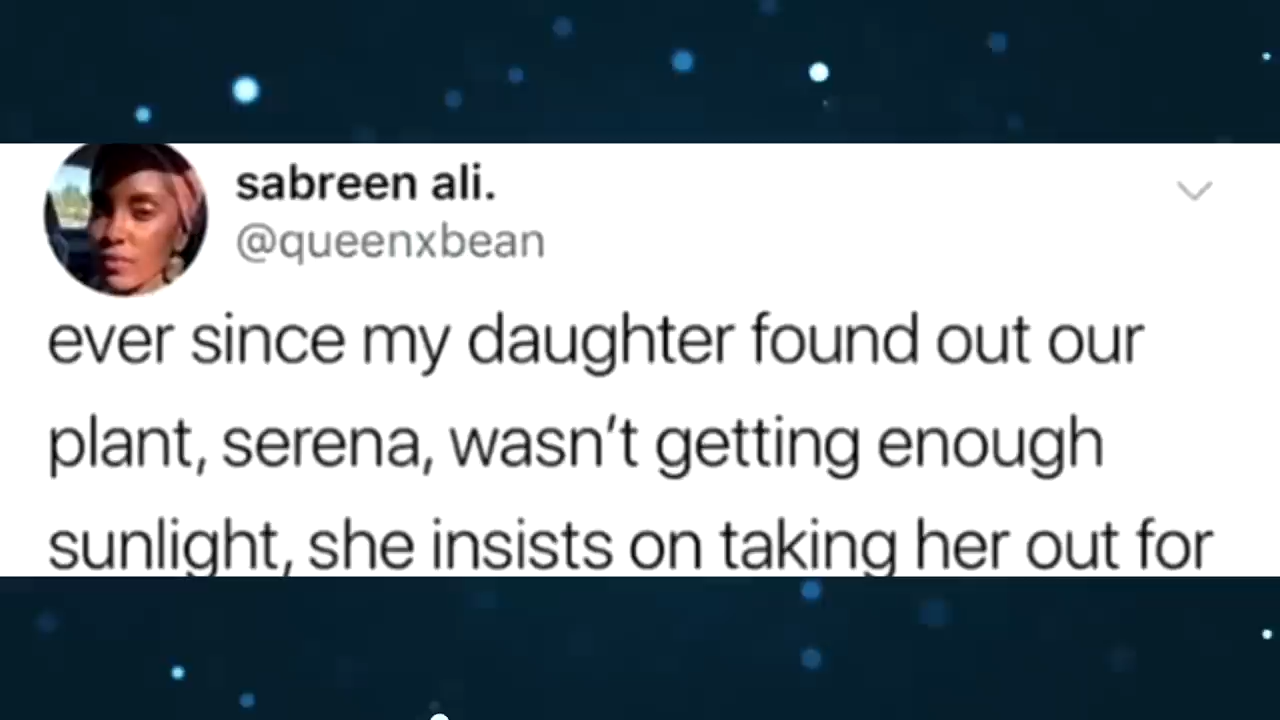 sabreen ali.
@queenxbean
ever since my daughter found out our
plant, serena, wasn’t getting enough
sunlight, she insists on taking her out for